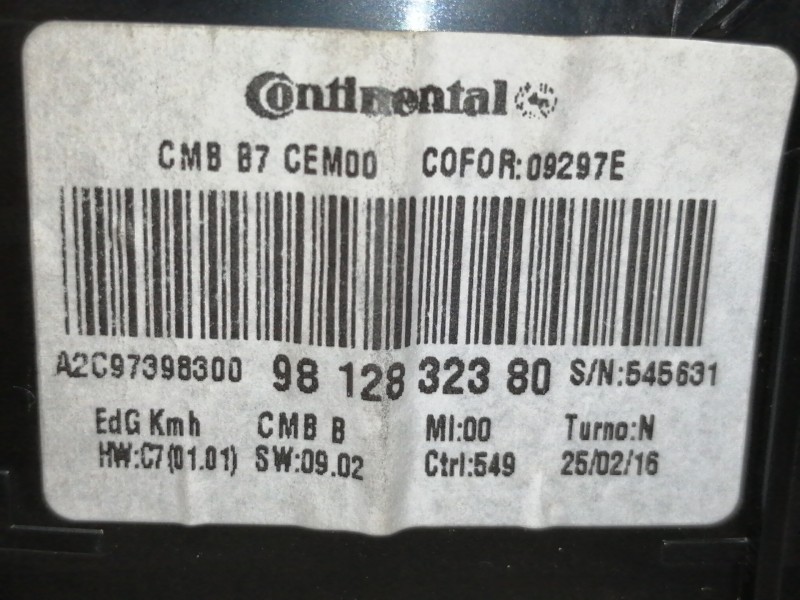 Continental
CMB B7 CEM00 COFOR:09297E
A2C97398300 98 128 323 80 S/N:545631
EdG Kmh CMB B MI:00 Turno:N
HW:C7(01.01) SW:09.02 Ctrl:549 25/02/16